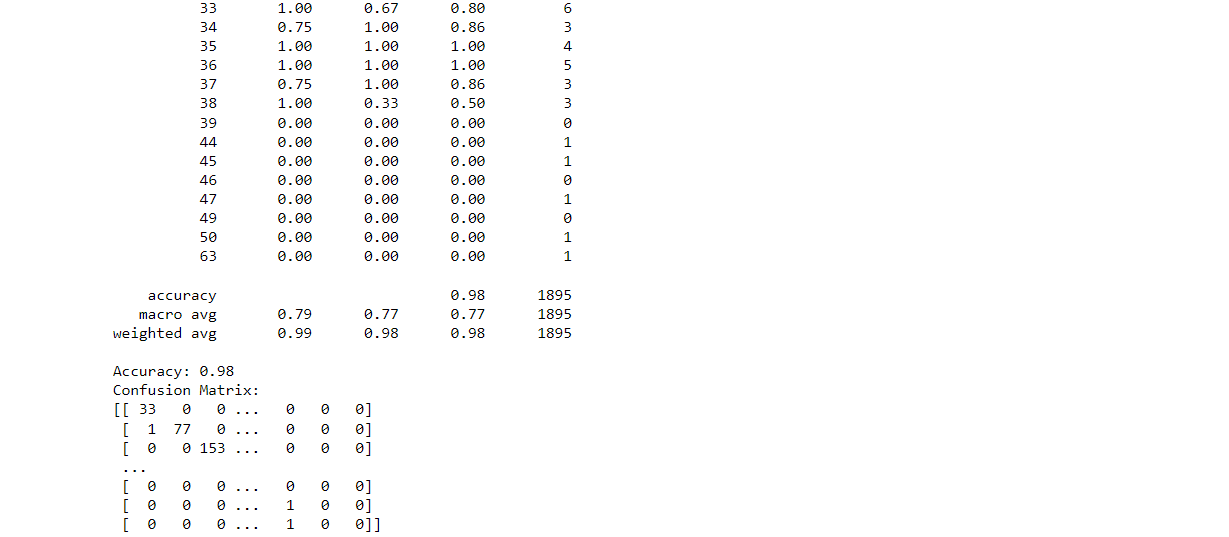 33 1.00 0.67 0.80 6
34 0.75 1.00 0.86 3
35 1.00 1.00 1.00 4
36 1.00 1.00 1.00 5
37 0.75 1.00 0.86 3
38 1.00 0.33 0.50 3
39 0.00 0.00 0.00 0
44 0.00 0.00 0.00 1
45 0.00 0.00 0.00 1
46 0.00 0.00 0.00 0
47 0.00 0.00 0.00 1
49 0.00 0.00 0.00 0
50 0.00 0.00 0.00 1
63 0.00 0.00 0.00 1
accuracy 0.98 1895
macro avg 0.79 0.77 0.77 1895
weighted avg 0.99 0.98 0.98 1895
Accuracy: 0.98
Confusion Matrix:
[[ 33 0 0 ... 0 0 0]
[ 1 77 0 ... 0 0 0]
[ 0 0 153 ... 0 0 0]
...
[ 0 0 0 ... 0 0 0]
[ 0 0 0 ... 1 0 0]
[ 0 0 0 ... 1 0 0]]